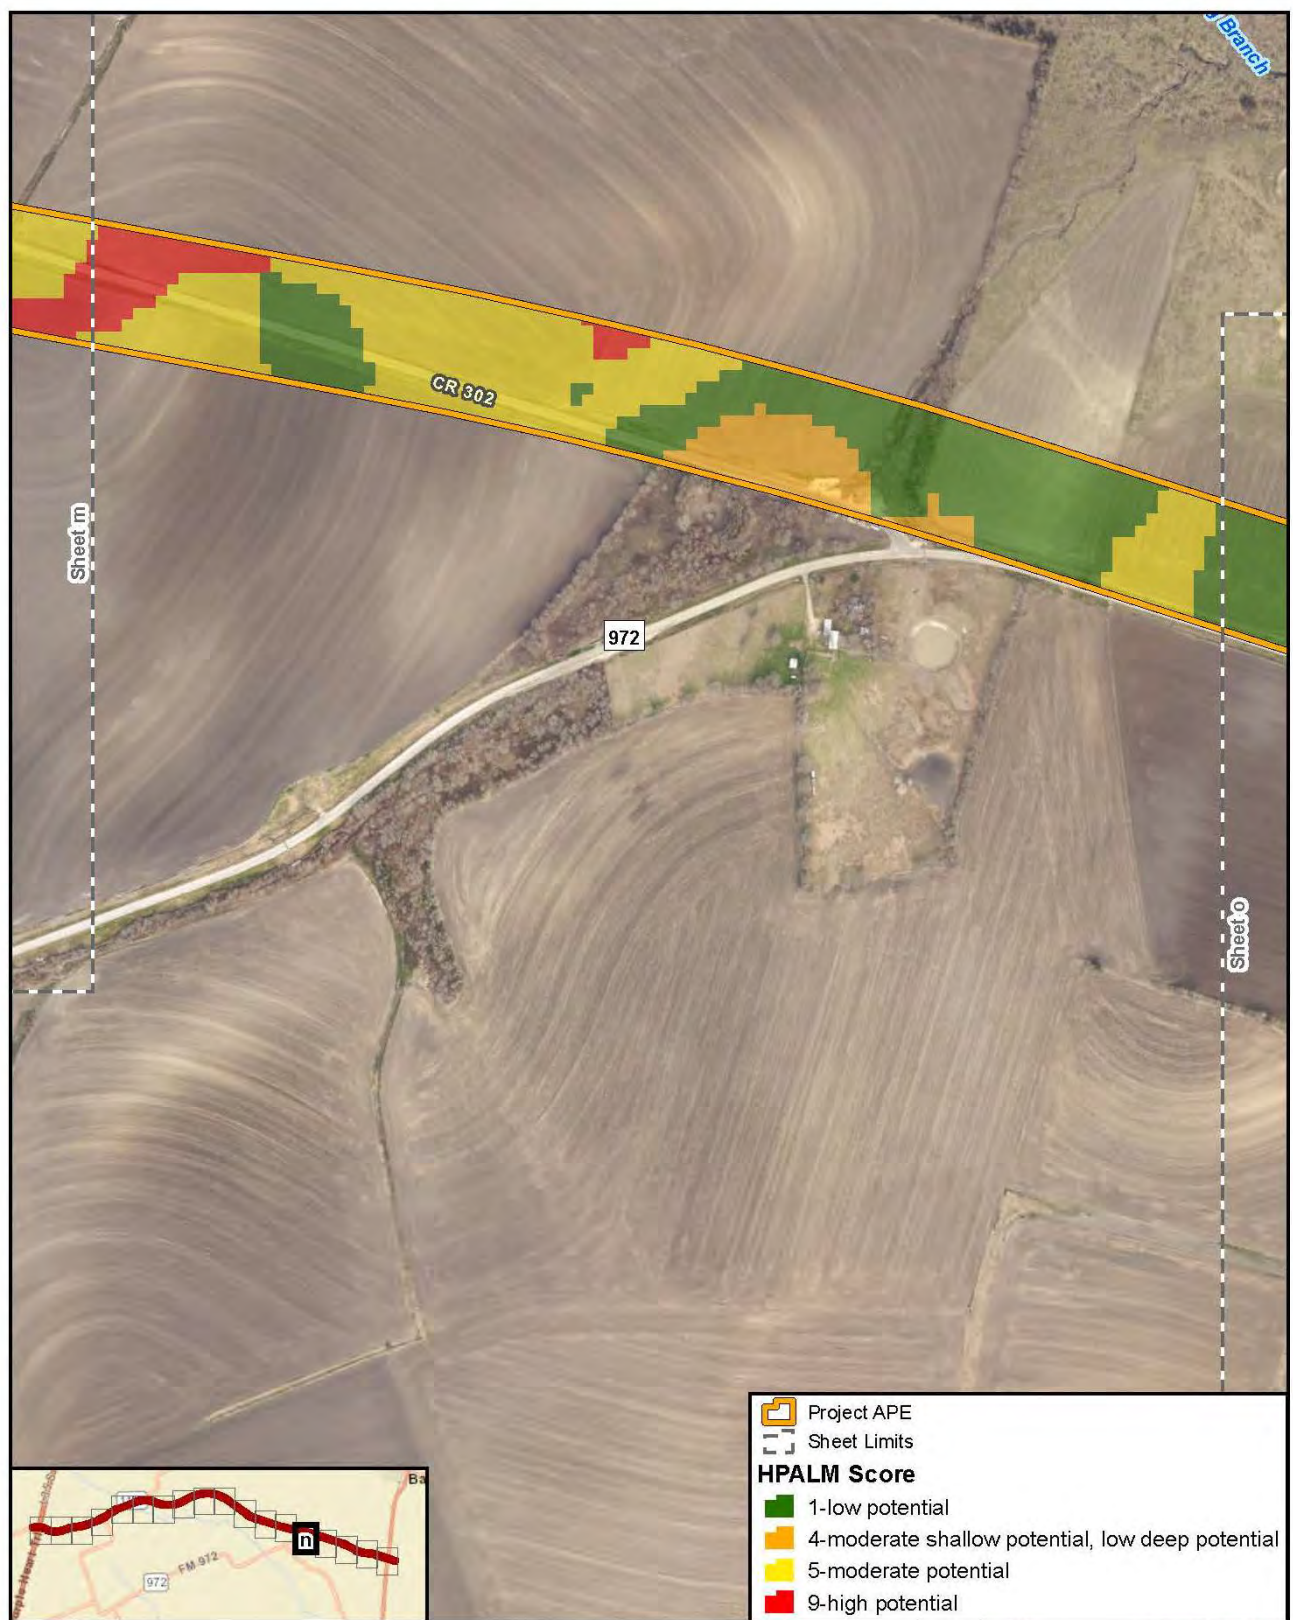 Branch
CR 302
Sheet m
972
Sheet o
Project APE
Sheet Limits
HPALM Score
1-low potential
4-moderate shallow potential, low deep potential
5-moderate potential
9-high potential
Ba
n
FM 972
972